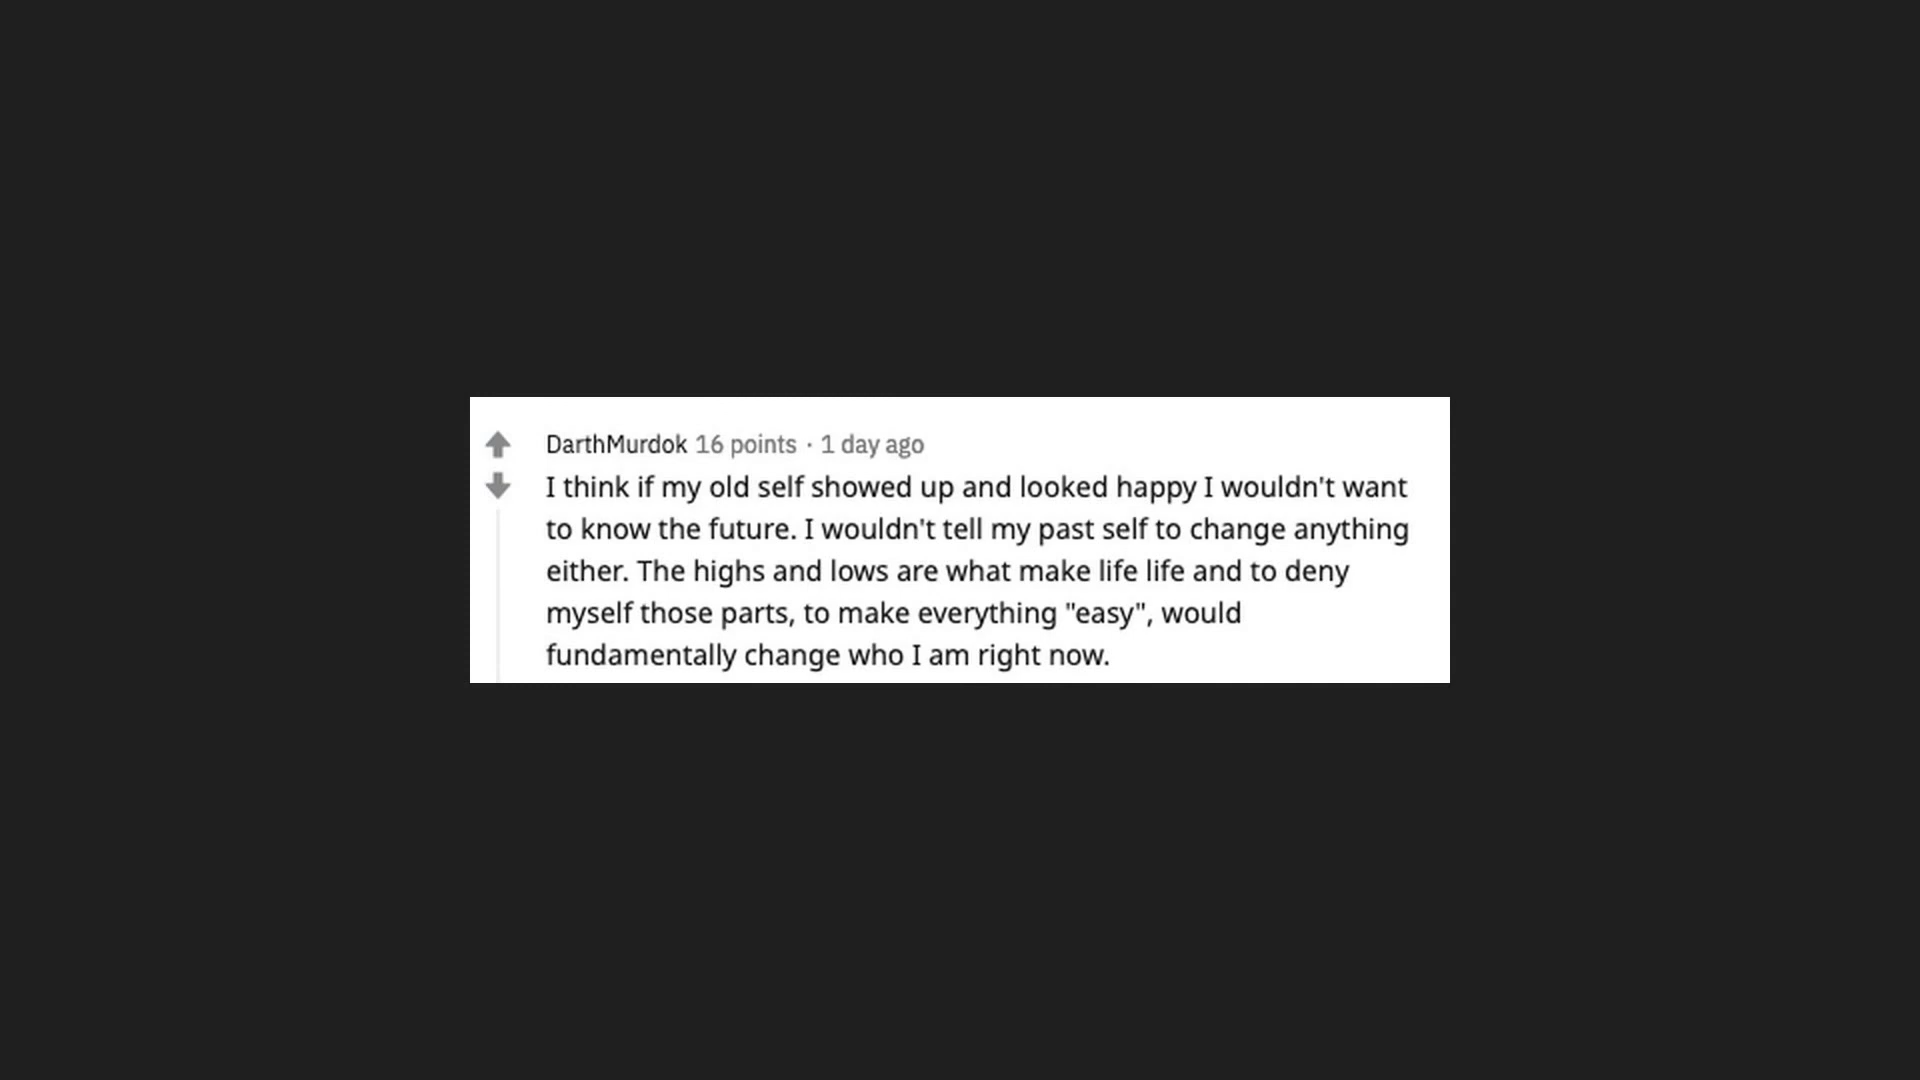 DarthMurdok 16 points · 1 day ago
I think if my old self showed up and looked happy I wouldn't want
to know the future. I wouldn't tell my past self to change anything
either. The highs and lows are what make life life and to deny
myself those parts, to make everything "easy", would
fundamentally change who I am right now.